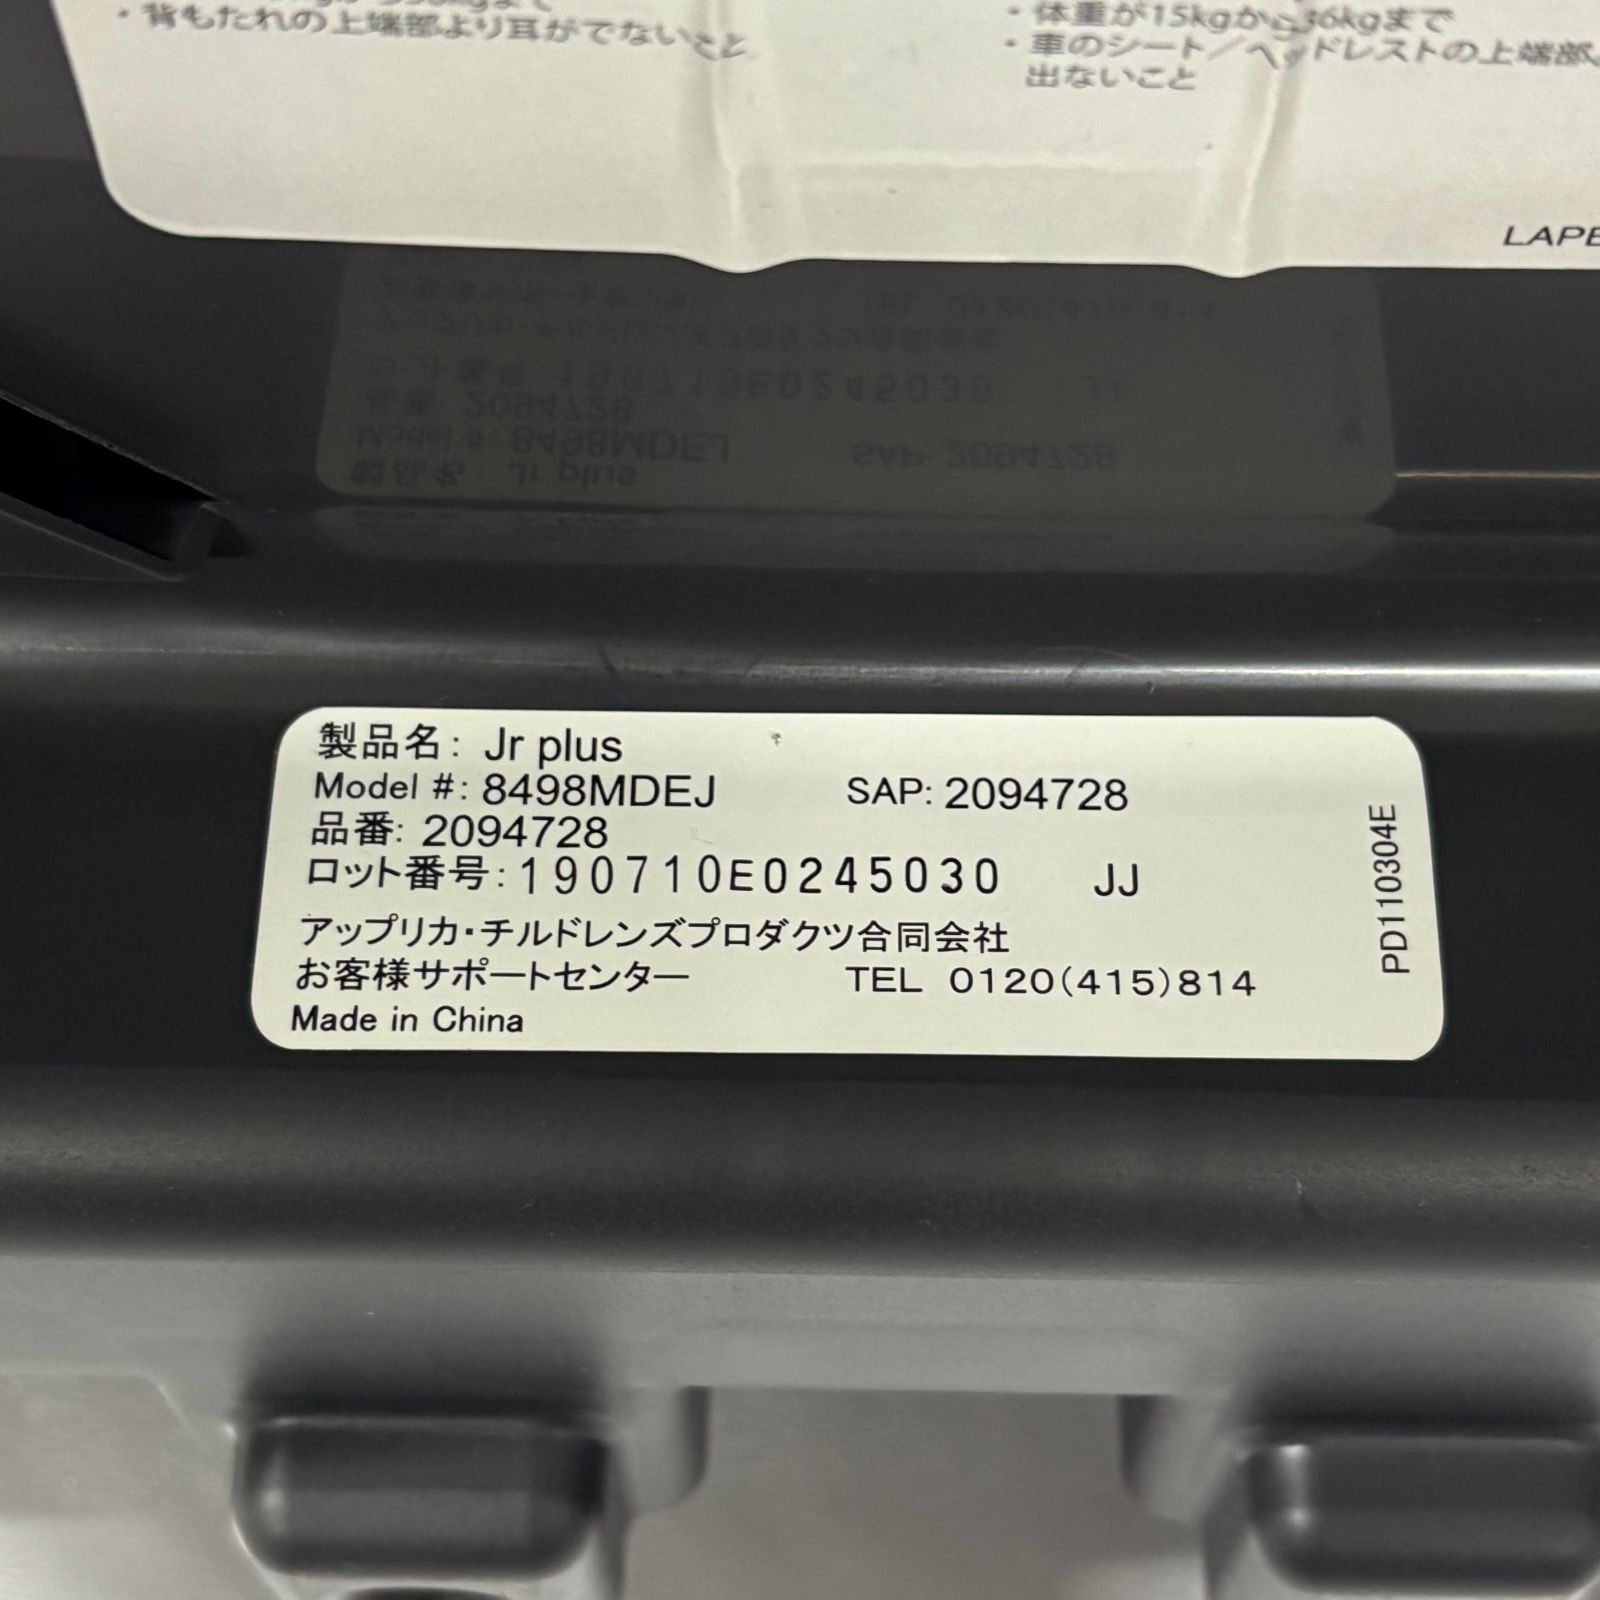 ・背もたれの上端部より耳がでないこと
・体重が15kgから36kgまで
・車のシート／ヘッドレストの上端部
出ないこと
LAPE
製品名: Jr plus
Model #: 8498MDEJ SAP: 2094728
品番: 2094728
ロット番号: 190710E0245030 JJ
アップリカ・チルドレンズプロダクツ合同会社
お客様サポートセンター TEL 0120(415)814
Made in China
PD110304E